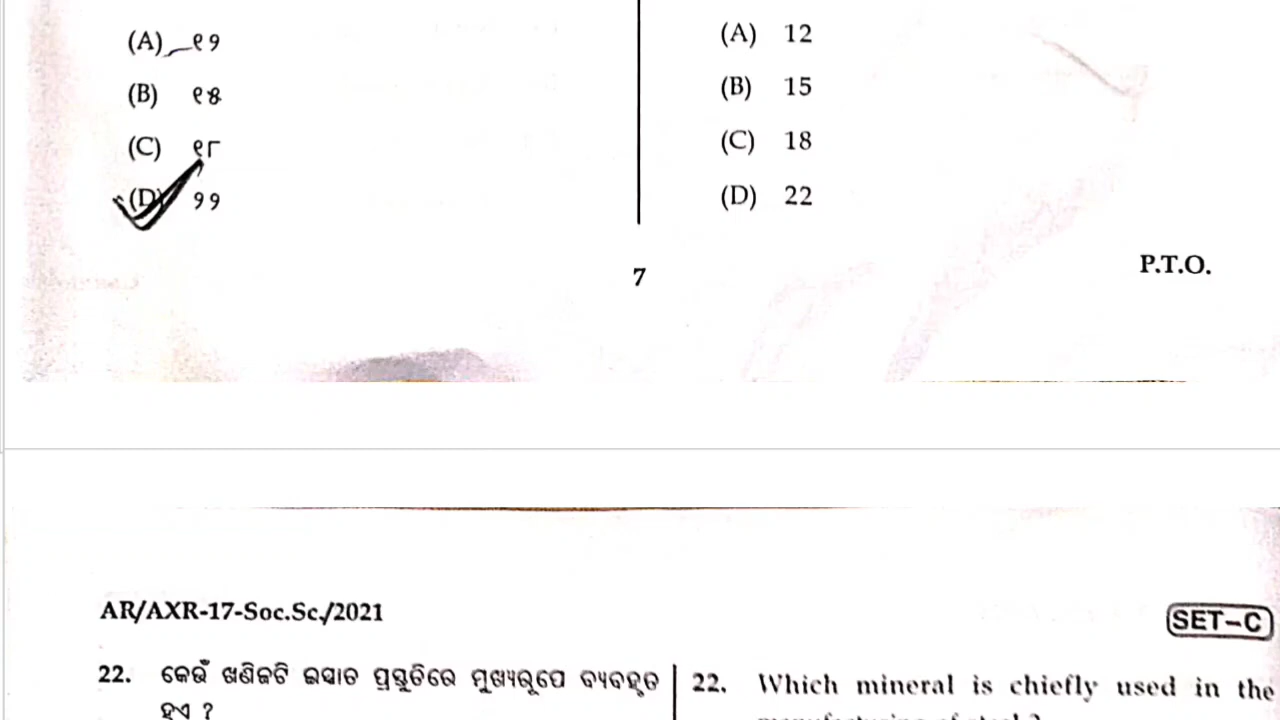 (A) ୧୨
(B) ୧୫
(C) ୧୮
(D) ୨୨
(A) 12
(B) 15
(C) 18
(D) 22
7
P.T.O.
AR/AXR-17-Soc.Sc./2021
SET-C
22. କେଉଁ ଖଣିଜଟି ଇସ୍ପାତ ପ୍ରସ୍ତୁତିରେ ମୁଖ୍ୟରୂପେ ବ୍ୟବହୃତ
ହୁଏ ?
22. Which mineral is chiefly used in the